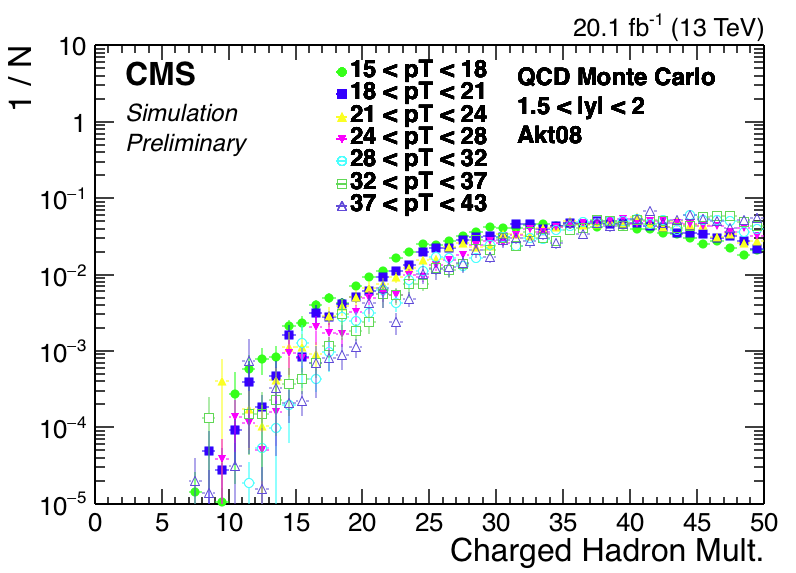 20.1 fb⁻¹ (13 TeV)
1 / N
CMS
Simulation
Preliminary
15 < pT < 18
18 < pT < 21
21 < pT < 24
24 < pT < 28
28 < pT < 32
32 < pT < 37
37 < pT < 43
QCD Monte Carlo
1.5 < |y| < 2
Akt08
10
1
10⁻¹
10⁻²
10⁻³
10⁻⁴
10⁻⁵
0 5 10 15 20 25 30 35 40 45 50
Charged Hadron Mult.